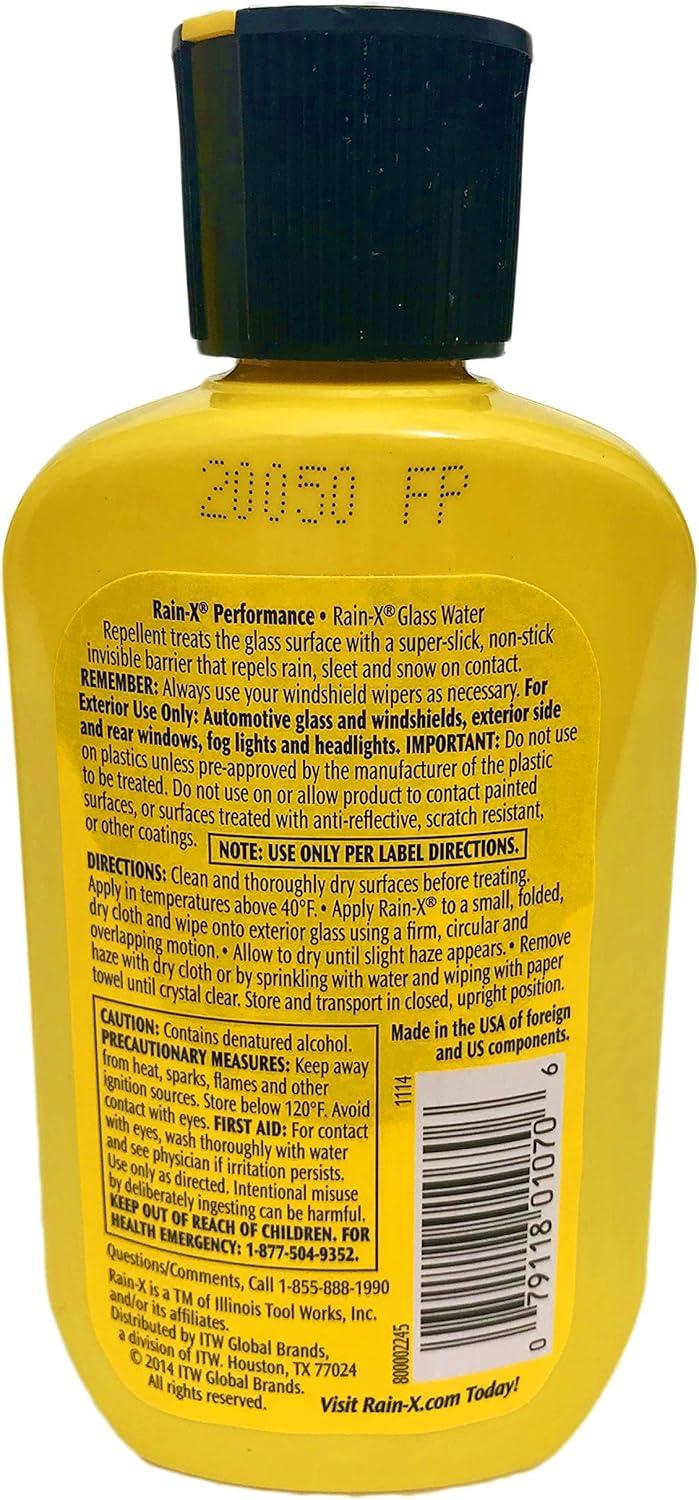 20050 FP
Rain-X® Performance • Rain-X® Glass Water
Repellent treats the glass surface with a super-slick, non-stick
invisible barrier that repels rain, sleet and snow on contact.
REMEMBER: Always use your windshield wipers as necessary. For
Exterior Use Only: Automotive glass and windshields, exterior side
and rear windows, fog lights and headlights. IMPORTANT: Do not use
on plastics unless pre-approved by the manufacturer of the plastic
to be treated. Do not use on or allow product to contact painted
surfaces, or surfaces treated with anti-reflective, scratch resistant,
or other coatings.
NOTE: USE ONLY PER LABEL DIRECTIONS.
DIRECTIONS: Clean and thoroughly dry surfaces before treating.
Apply in temperatures above 40°F. • Apply Rain-X® to a small, folded,
dry cloth and wipe onto exterior glass using a firm, circular and
overlapping motion. • Allow to dry until slight haze appears. • Remove
haze with dry cloth or by sprinkling with water and wiping with paper
towel until crystal clear. Store and transport in closed, upright position.
CAUTION: Contains denatured alcohol.
PRECAUTIONARY MEASURES: Keep away
from heat, sparks, flames and other
ignition sources. Store below 120°F. Avoid
contact with eyes. FIRST AID: For contact
with eyes, wash thoroughly with water
and see physician if irritation persists.
Use only as directed. Intentional misuse
by deliberately ingesting can be harmful.
KEEP OUT OF REACH OF CHILDREN. FOR
HEALTH EMERGENCY: 1-877-504-9352.
Made in the USA of foreign
and US components.
1114
0 79118 01070 6
800002245
Questions/Comments, Call 1-855-888-1990
Rain-X is a TM of Illinois Tool Works, Inc.
and/or its affiliates.
Distributed by ITW Global Brands,
a division of ITW. Houston, TX 77024
© 2014 ITW Global Brands.
All rights reserved.
Visit Rain-X.com Today!